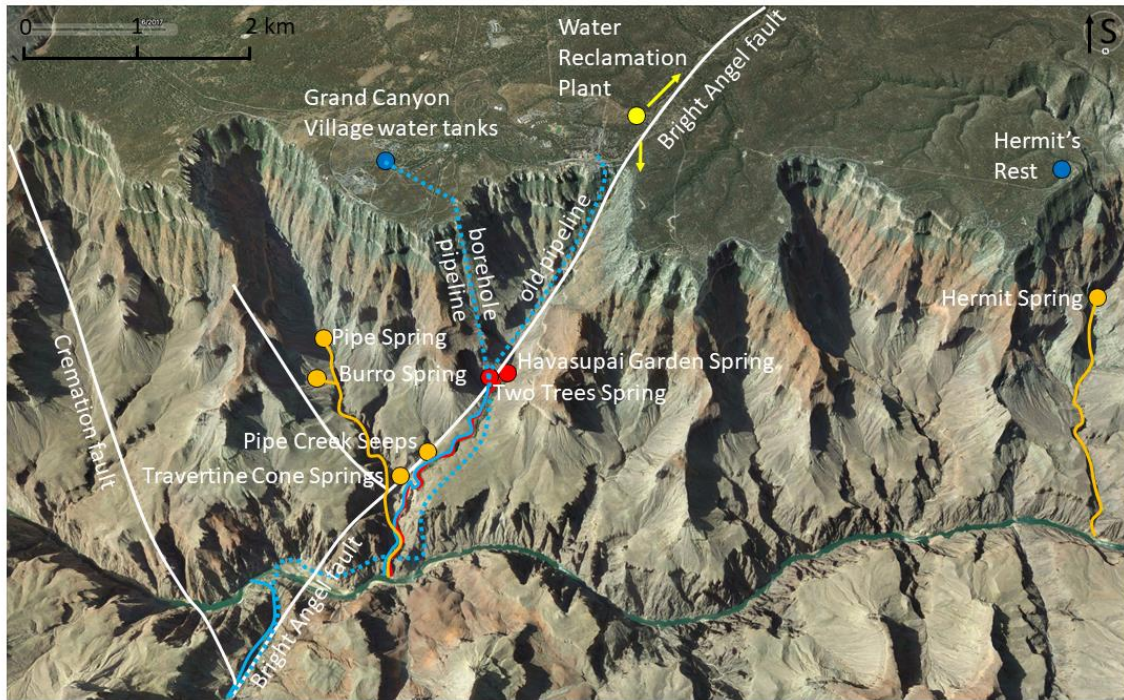 0 1 2 km
6/2017
S
Water
Reclamation
Plant
Bright Angel fault
Grand Canyon
Village water tanks
Hermit's
Rest
borehole
pipeline
old pipeline
Hermit Spring
Pipe Spring
Burro Spring
Havasupai Garden Spring
Two Trees Spring
Cremation fault
Pipe Creek Seeps
Travertine Cone Springs
Bright Angel fault